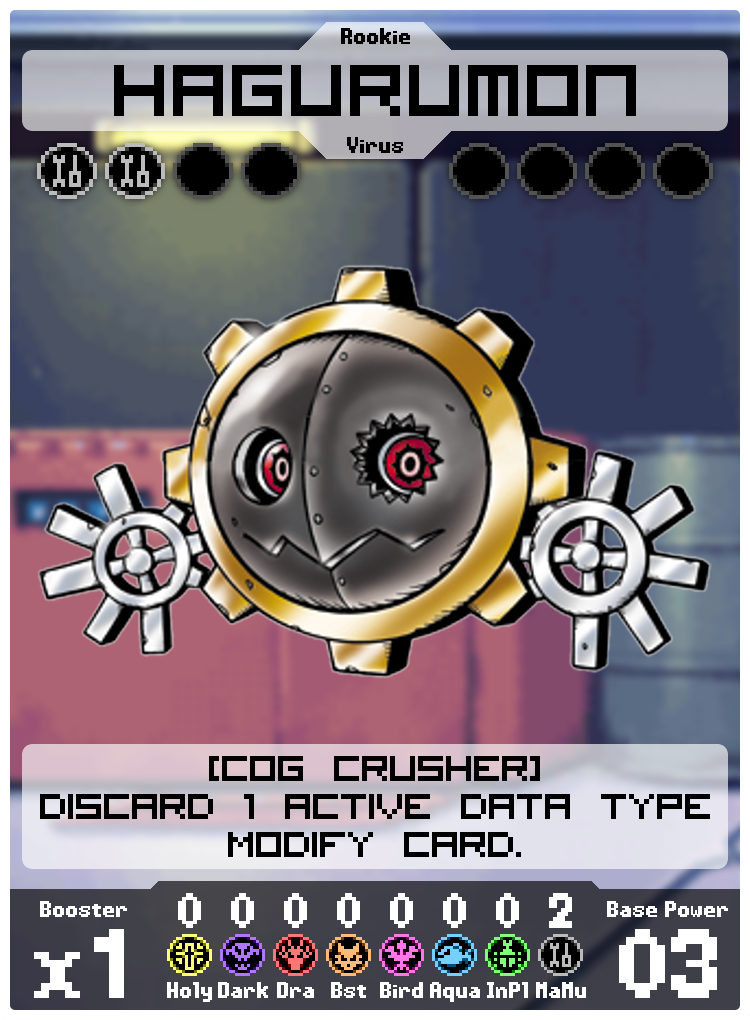 Rookie
HAGURUMON
Virus
[COG CRUSHER]
DISCARD 1 ACTIVE DATA TYPE
MODIFY CARD.
Booster
x1
0 0 0 0 0 0 0 2
Holy Dark Dra Bst Bird Aqua InPl MaMu
Base Power
03